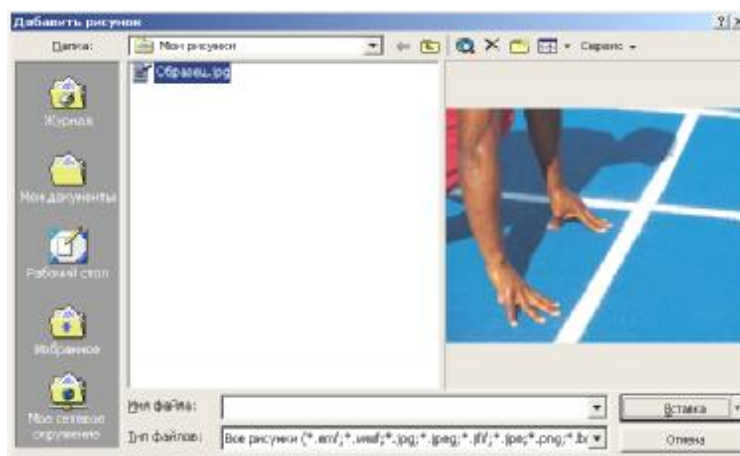 Добавить рисунок
Папка: Мои рисунки Сервис
Образец.jpg
Журнал
Мои документы
Рабочий стол
Избранное
Мое сетевое
окружение
Имя файла: Вставка
Тип файлов: Все рисунки (*.emf;*.wmf;*.jpg;*.jpeg;*.jfif;*.jpe;*.png;*.b Отмена